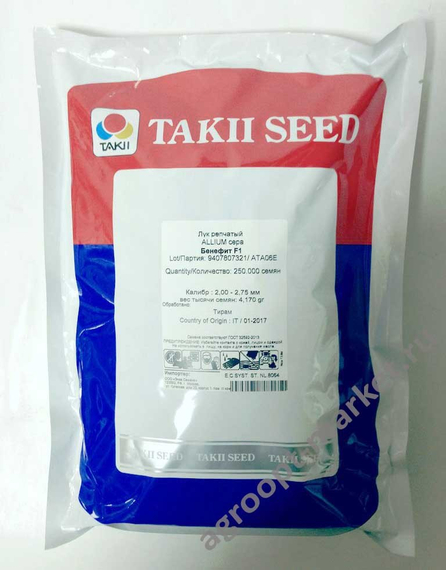 TAKII
TAKII SEED
Лук репчатый
ALLIUM cepa
Бенефит F1
Lot/Партия: 9407807321/ ATA06E
Quantity/Количество: 250.000 семян
Калибр : 2,00 - 2,75 мм
вес тысячи семян: 4,170 gr
Обработано:
Тирам
Country of Origin : IT / 01-2017
E.C.SYST. ST. NL 8064
TAKII SEED TAKII SEED TAKII SEED